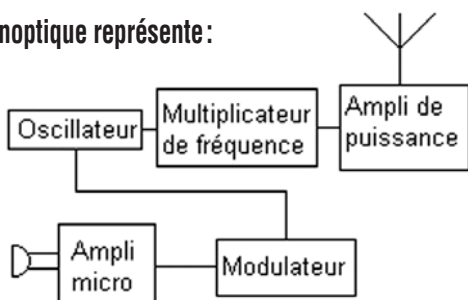 noptique représente :
Oscillateur
Multiplicateur
de fréquence
Ampli de
puissance
Ampli
micro
Modulateur